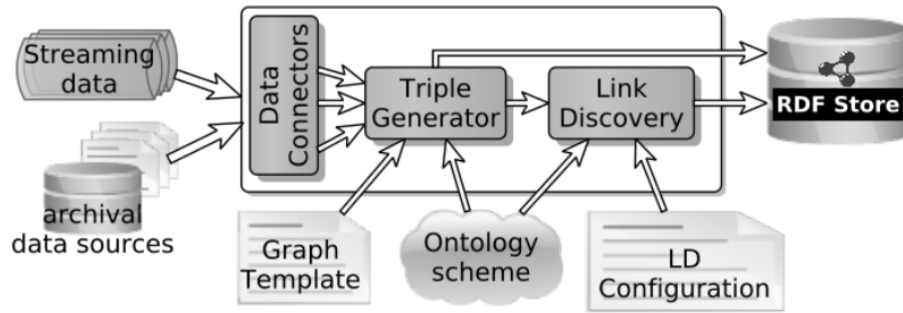 Streaming
data
archival
data sources
Data
Connectors
Triple
Generator
Link
Discovery
RDF Store
Graph
Template
Ontology
scheme
LD
Configuration